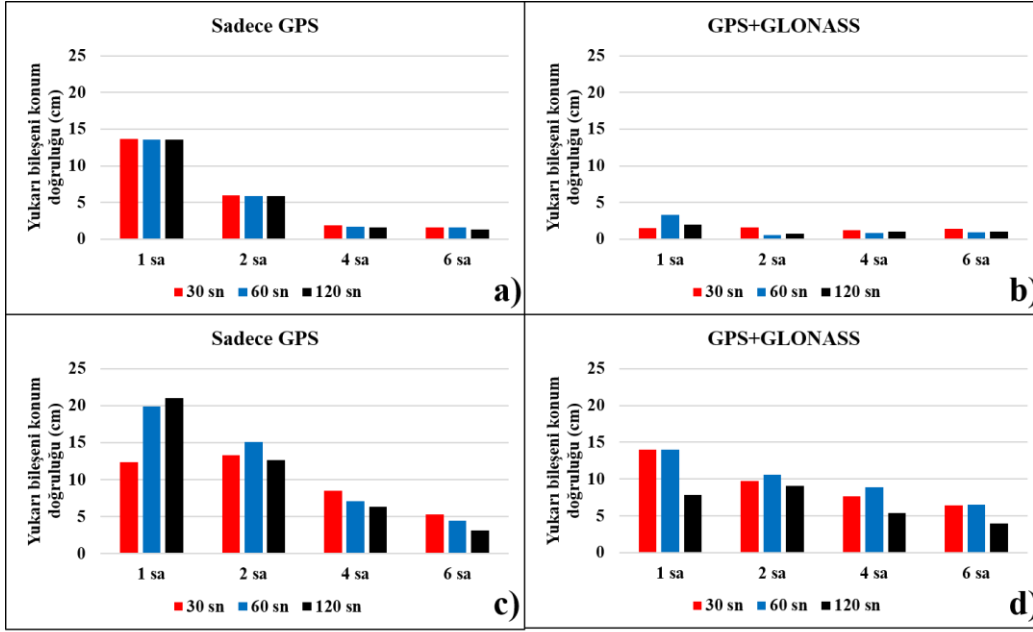 Sadece GPS
Yukarı bileşeni konum
doğruluğu (cm)
25
20
15
10
5
0
1 sa 2 sa 4 sa 6 sa
30 sn 60 sn 120 sn
a)
GPS+GLONASS
Yukarı bileşeni konum
doğruluğu (cm)
25
20
15
10
5
0
1 sa 2 sa 4 sa 6 sa
30 sn 60 sn 120 sn
b)
Sadece GPS
Yukarı bileşeni konum
doğruluğu (cm)
25
20
15
10
5
0
1 sa 2 sa 4 sa 6 sa
30 sn 60 sn 120 sn
c)
GPS+GLONASS
Yukarı bileşeni konum
doğruluğu (cm)
25
20
15
10
5
0
1 sa 2 sa 4 sa 6 sa
30 sn 60 sn 120 sn
d)